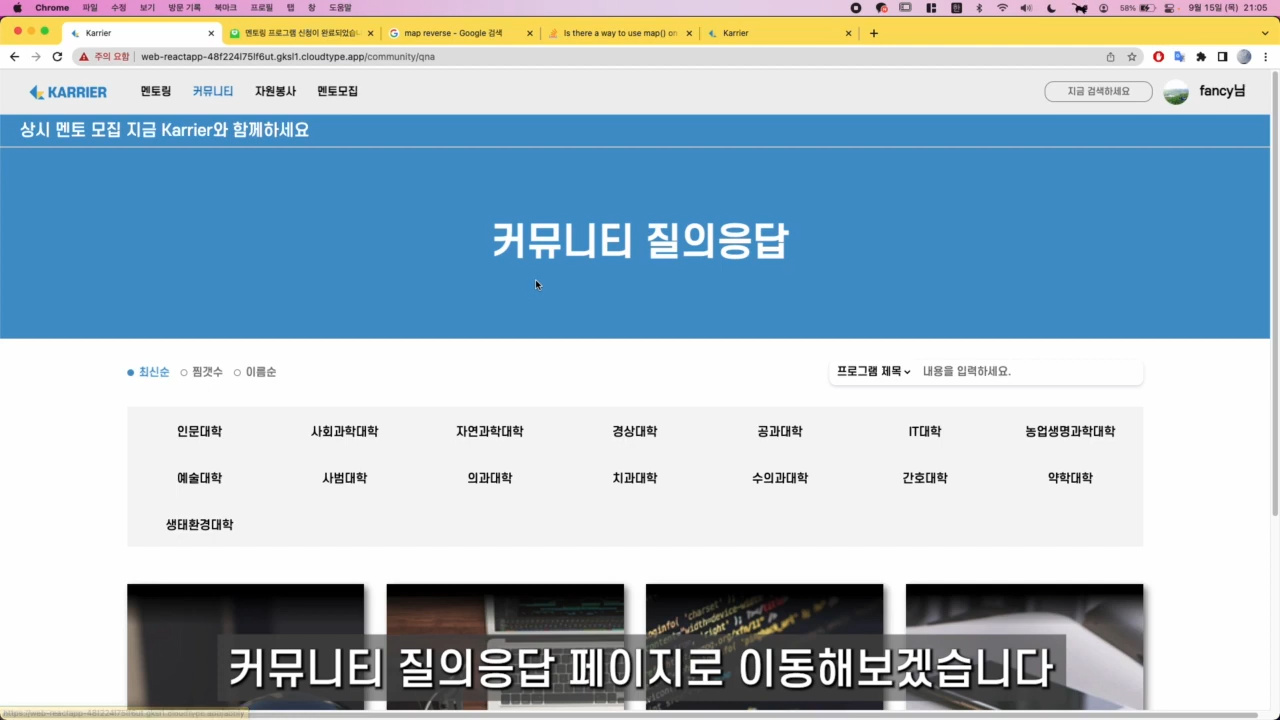 Chrome 파일 수정 보기 방문 기록 북마크 프로필 탭 창 도움말 58% 9월 15일 (목) 21:05
Karrier 멘토링 프로그램 신청이 완료되었습니 map reverse - Google 검색 Is there a way to use map() on Karrier
주의 요함 web-reactapp-48f224l75lf6ut.gksl1.cloudtype.app/community/qna
KARRIER 멘토링 커뮤니티 자원봉사 멘토모집 지금 검색하세요 fancy님
상시 멘토 모집 지금 Karrier와 함께하세요
커뮤니티 질의응답
최신순 찜갯수 이름순 프로그램 제목 내용을 입력하세요.
인문대학 사회과학대학 자연과학대학 경상대학 공과대학 IT대학 농업생명과학대학
예술대학 사범대학 의과대학 치과대학 수의과대학 간호대학 약학대학
생태환경대학
커뮤니티 질의응답 페이지로 이동해보겠습니다